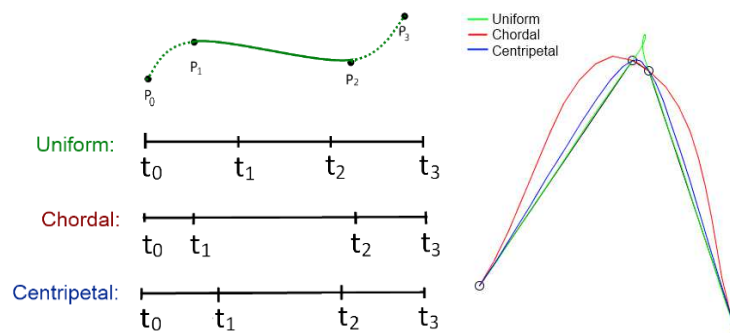 P0
P1
P2
P3
Uniform:
t0 t1 t2 t3
Chordal:
t0 t1 t2 t3
Centripetal:
t0 t1 t2 t3
Uniform
Chordal
Centripetal